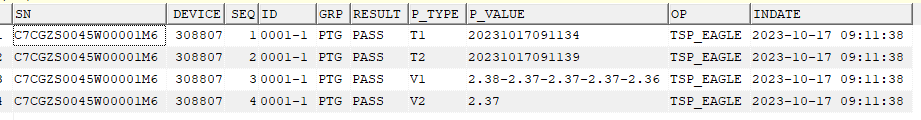 SN DEVICE SEQ ID GRP RESULT P_TYPE P_VALUE OP INDATE
C7CGZS0045W00001M6 308807 1 0001-1 PTG PASS T1 20231017091134 TSP_EAGLE 2023-10-17 09:11:38
2 C7CGZS0045W00001M6 308807 2 0001-1 PTG PASS T2 20231017091139 TSP_EAGLE 2023-10-17 09:11:38
3 C7CGZS0045W00001M6 308807 3 0001-1 PTG PASS V1 2.38-2.37-2.37-2.37-2.36 TSP_EAGLE 2023-10-17 09:11:38
4 C7CGZS0045W00001M6 308807 4 0001-1 PTG PASS V2 2.37 TSP_EAGLE 2023-10-17 09:11:38